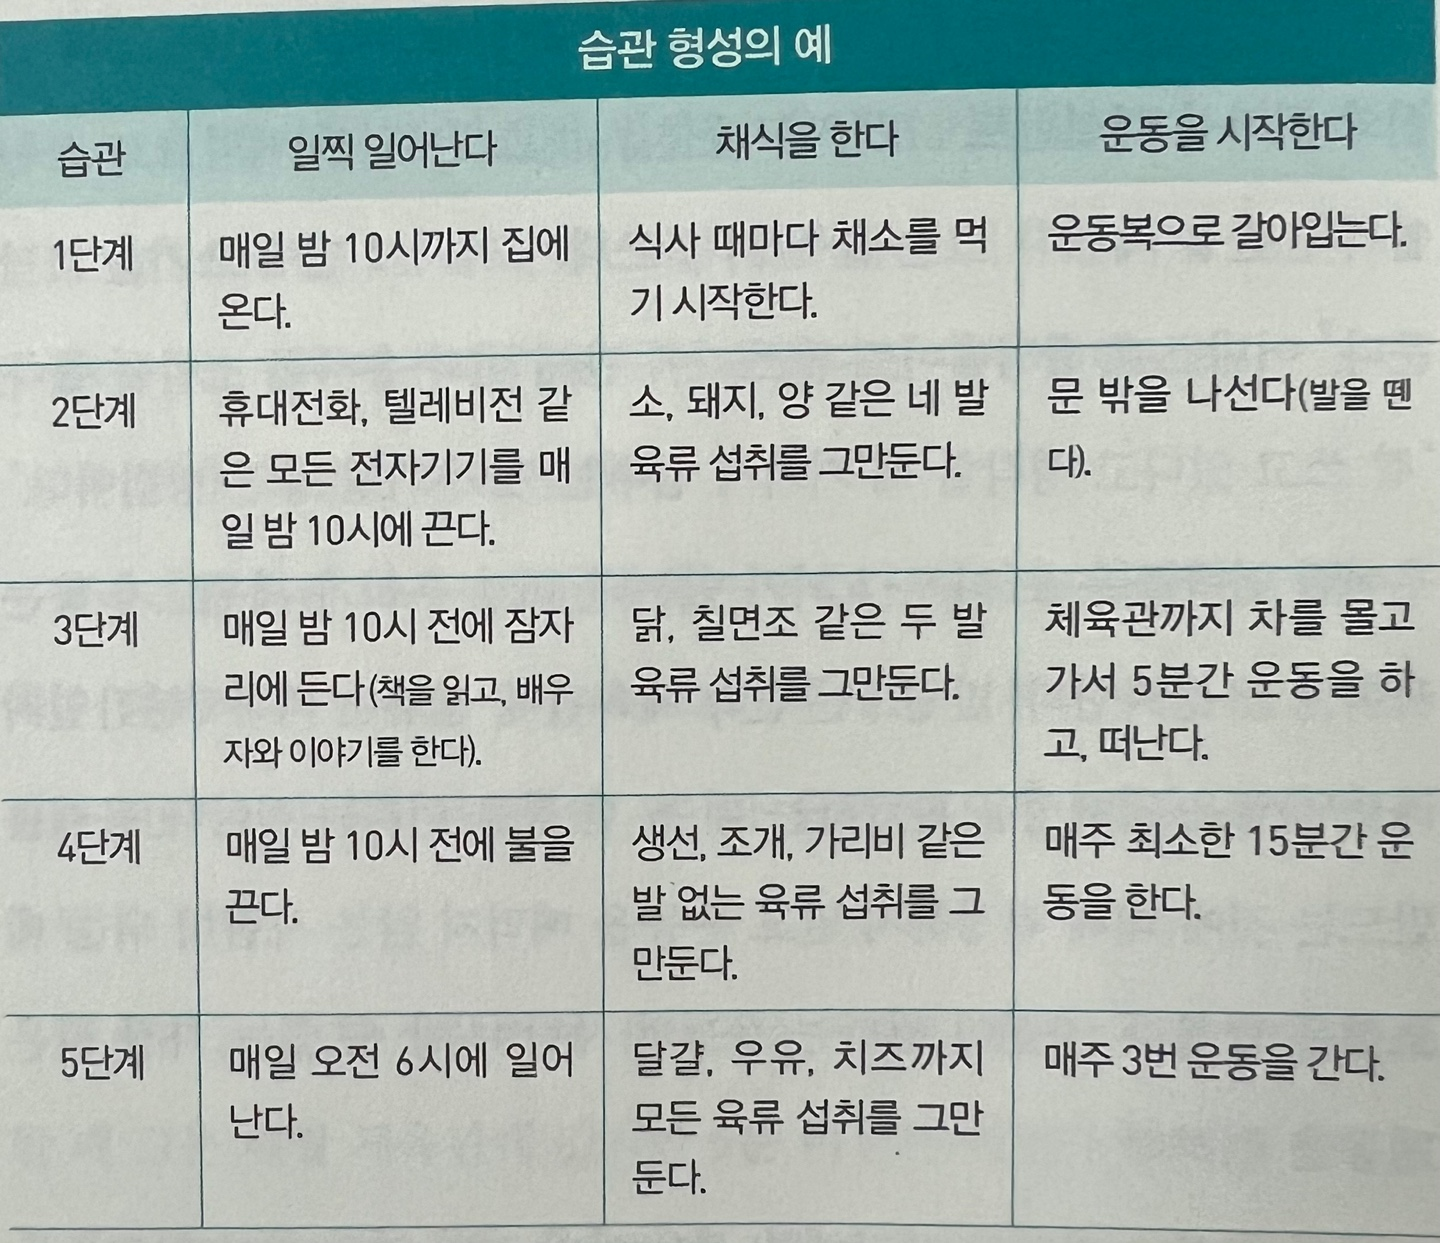 습관 형성의 예
습관
일찍 일어난다
채식을 한다
운동을 시작한다
1단계
매일 밤 10시까지 집에
온다.
식사 때마다 채소를 먹
기 시작한다.
운동복으로 갈아입는다.
2단계
휴대전화, 텔레비전 같
은 모든 전자기기를 매
일 밤 10시에 끈다.
소, 돼지, 양 같은 네 발
육류 섭취를 그만둔다.
문 밖을 나선다(발을 뗀
다).
3단계
매일 밤 10시 전에 잠자
리에 든다(책을 읽고, 배우
자와 이야기를 한다).
닭, 칠면조 같은 두 발
육류 섭취를 그만둔다.
체육관까지 차를 몰고
가서 5분간 운동을 하
고, 떠난다.
4단계
매일 밤 10시 전에 불을
끈다.
생선, 조개, 가리비 같은
발 없는 육류 섭취를 그
만둔다.
매주 최소한 15분간 운
동을 한다.
5단계
매일 오전 6시에 일어
난다.
달걀, 우유, 치즈까지
모든 육류 섭취를 그만
둔다.
매주 3번 운동을 간다.